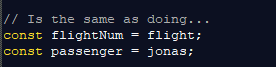 // Is the same as doing...
const flightNum = flight;
const passenger = jonas;